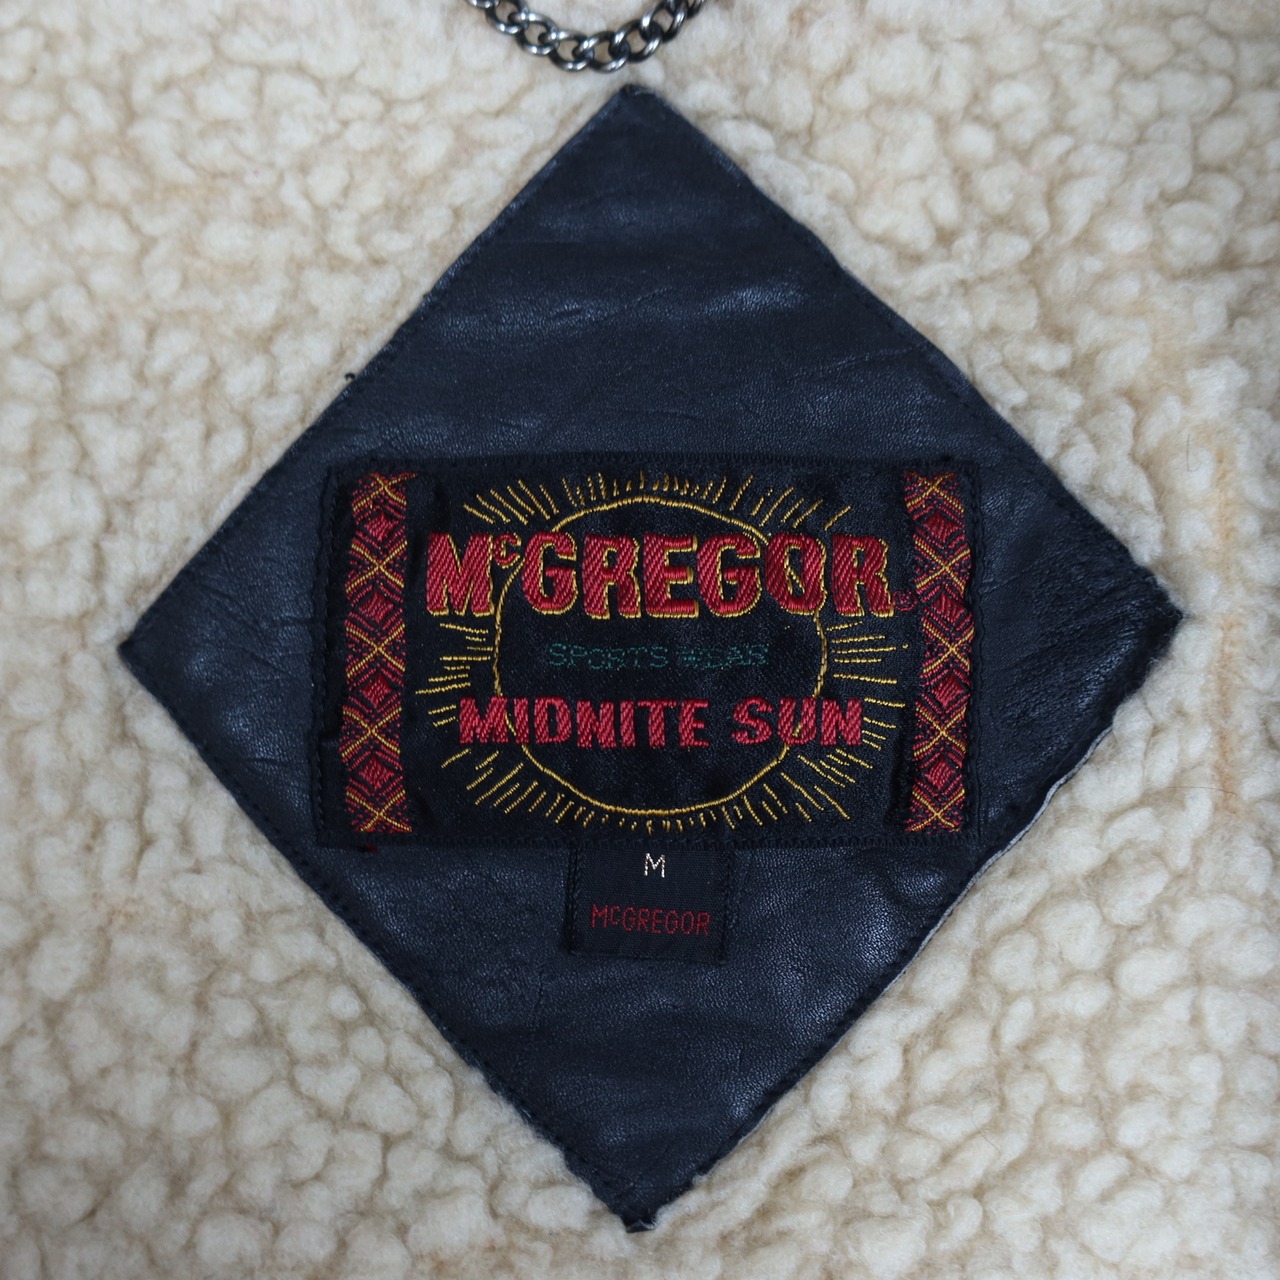 McGREGOR®
SPORTS WEAR
MIDNITE SUN
M
McGREGOR